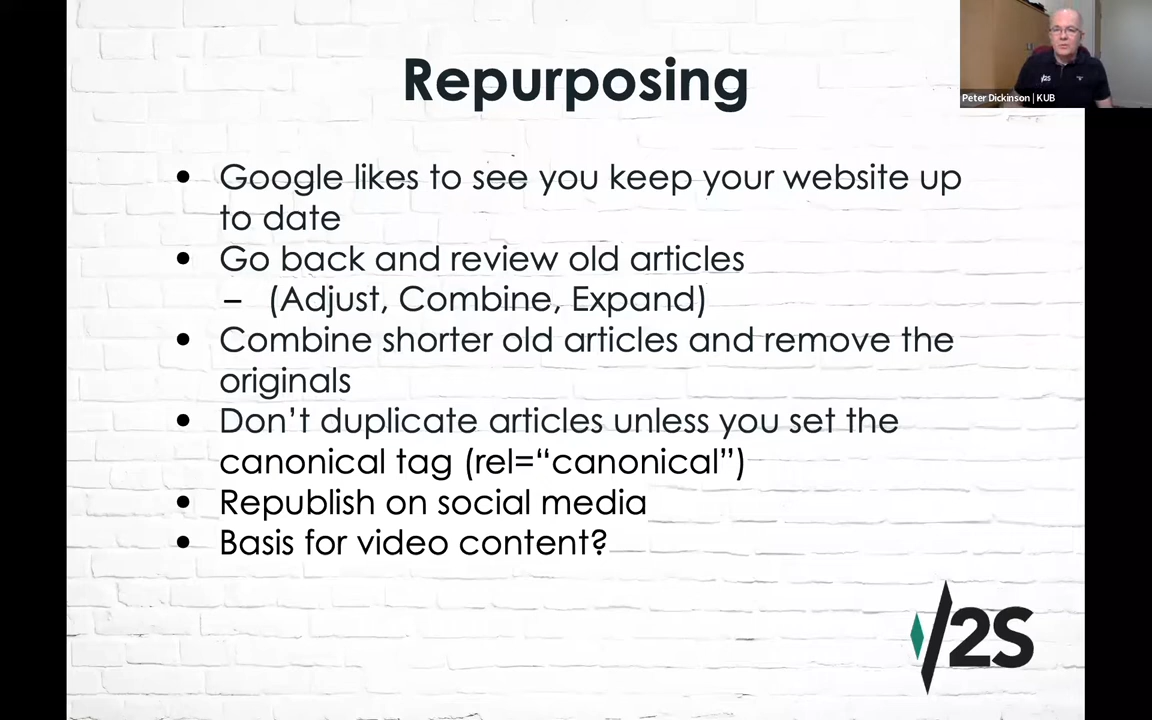 Repurposing
Peter Dickinson | KUB
• Google likes to see you keep your website up
to date
• Go back and review old articles
– (Adjust, Combine, Expand)
• Combine shorter old articles and remove the
originals
• Don’t duplicate articles unless you set the
canonical tag (rel=“canonical”)
• Republish on social media
• Basis for video content?
/2S